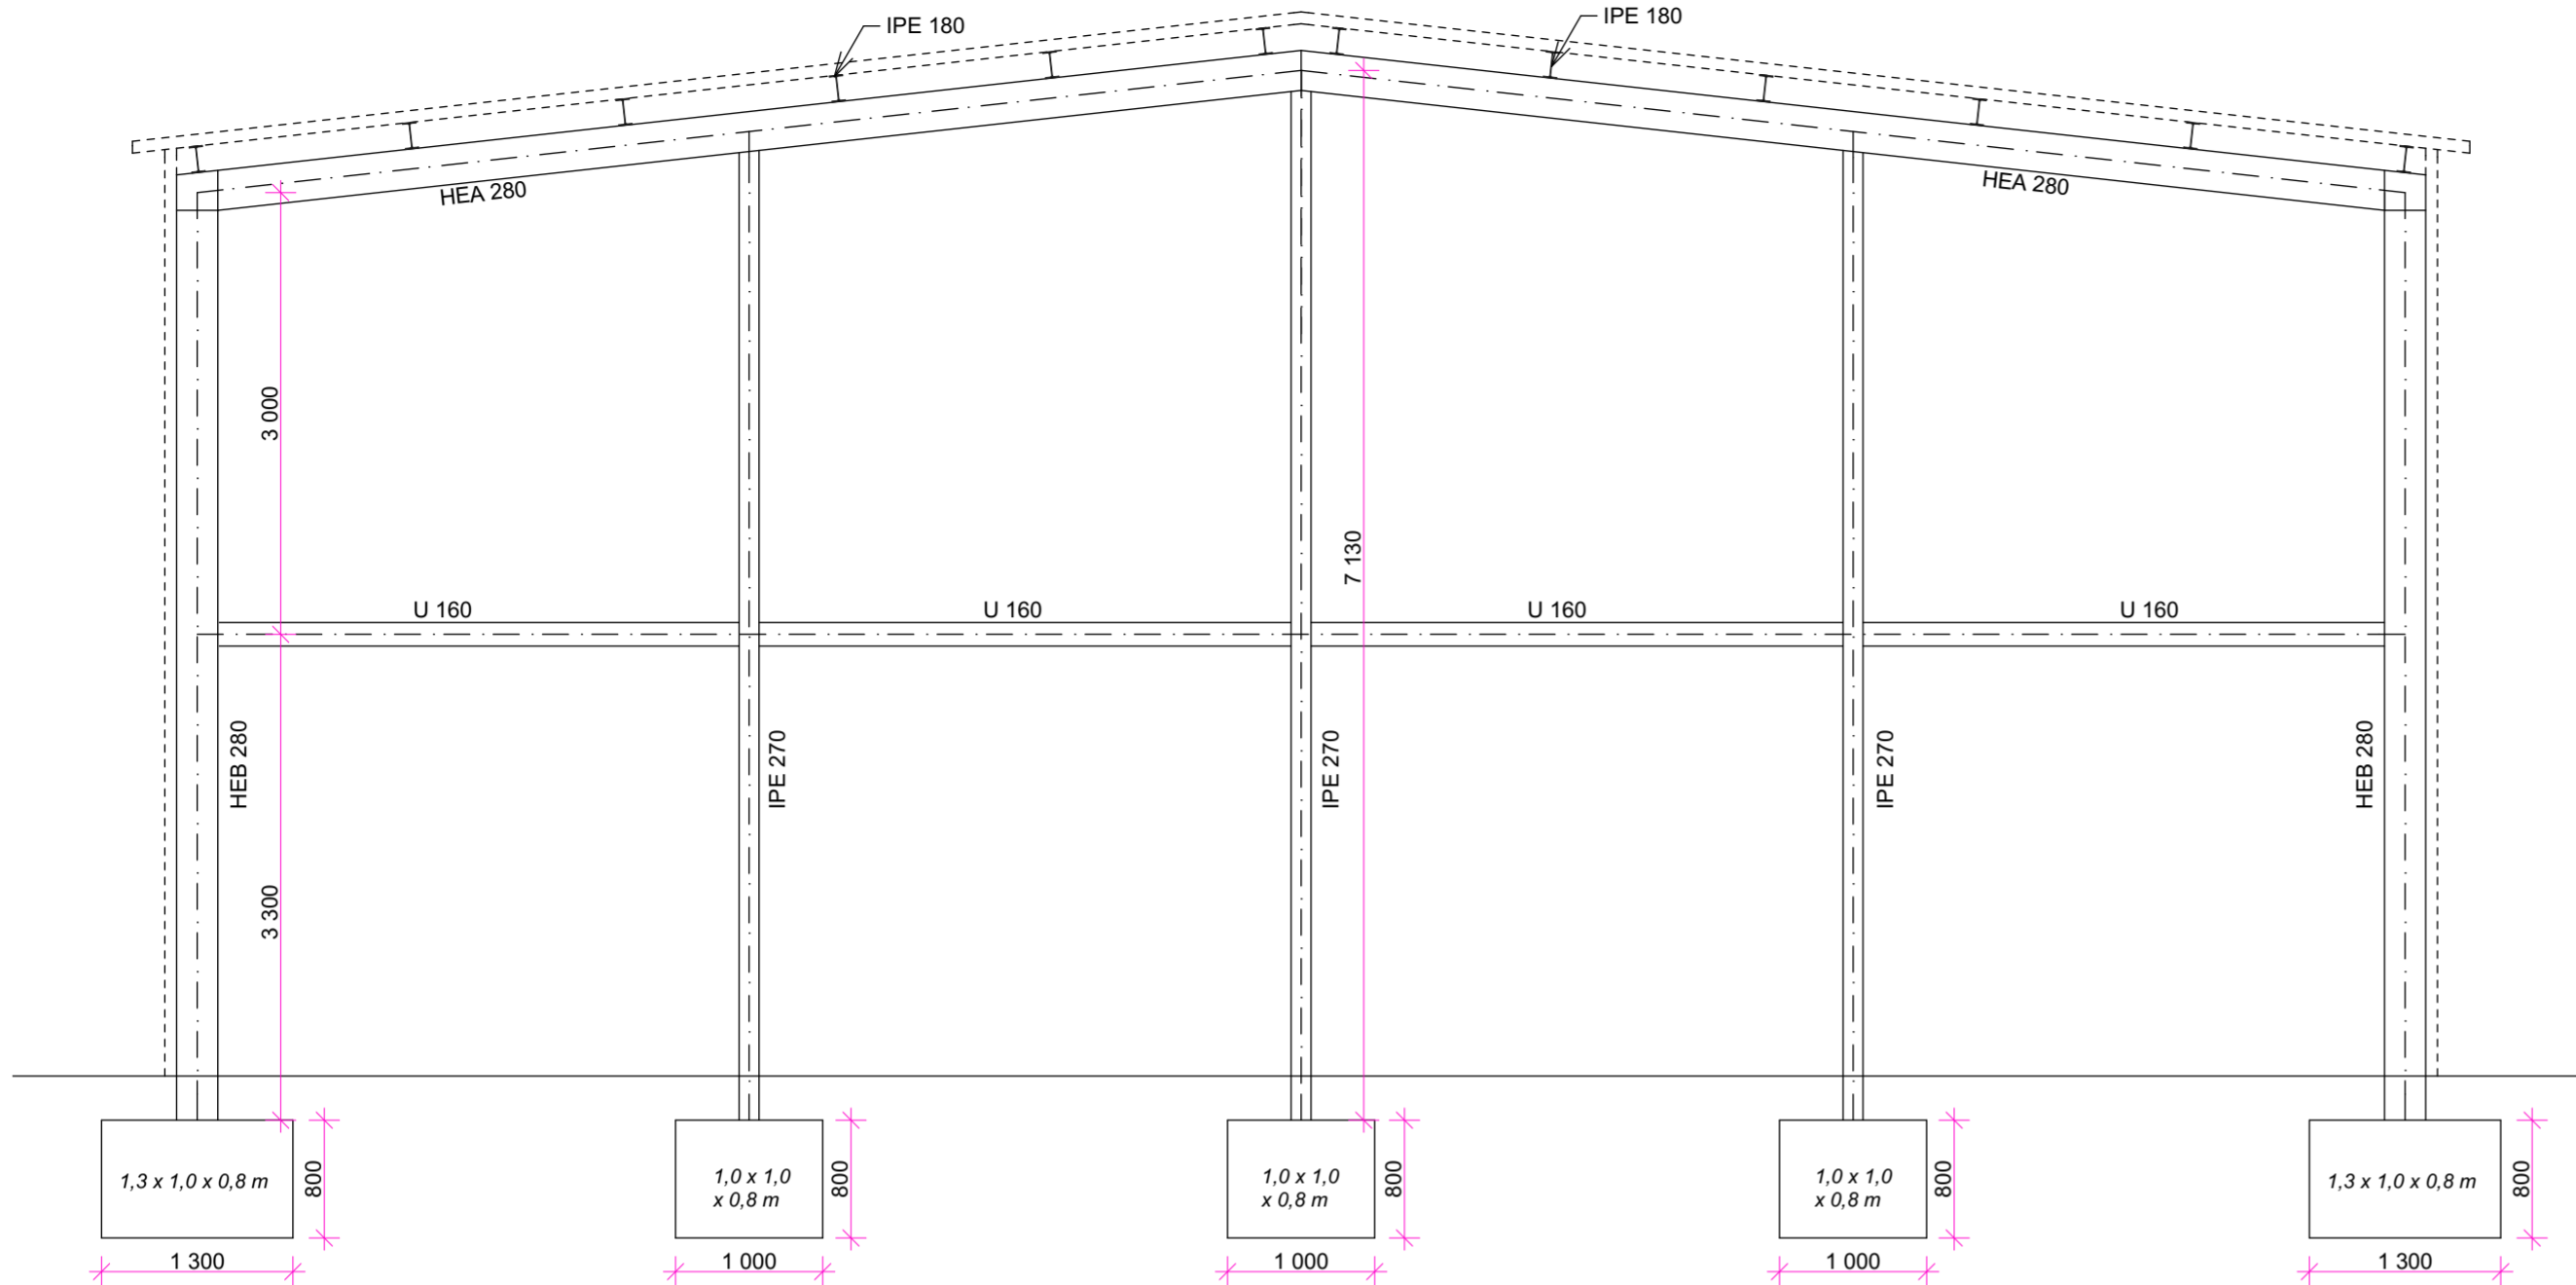 IPE 180
IPE 180
HEA 280
HEA 280
3 000
7 130
U 160
U 160
U 160
U 160
HEB 280
IPE 270
IPE 270
IPE 270
HEB 280
3 300
1,3 x 1,0 x 0,8 m
800
1,0 x 1,0
x 0,8 m
800
1,0 x 1,0
x 0,8 m
800
1,0 x 1,0
x 0,8 m
800
1,3 x 1,0 x 0,8 m
800
1 300
1 000
1 000
1 000
1 300